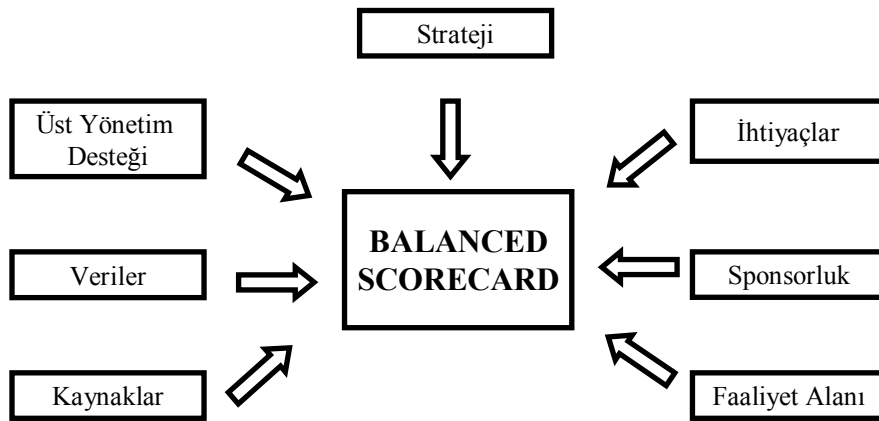 Strateji
Üst Yönetim
Desteği
İhtiyaçlar
BALANCED
SCORECARD
Veriler
Sponsorluk
Kaynaklar
Faaliyet Alanı